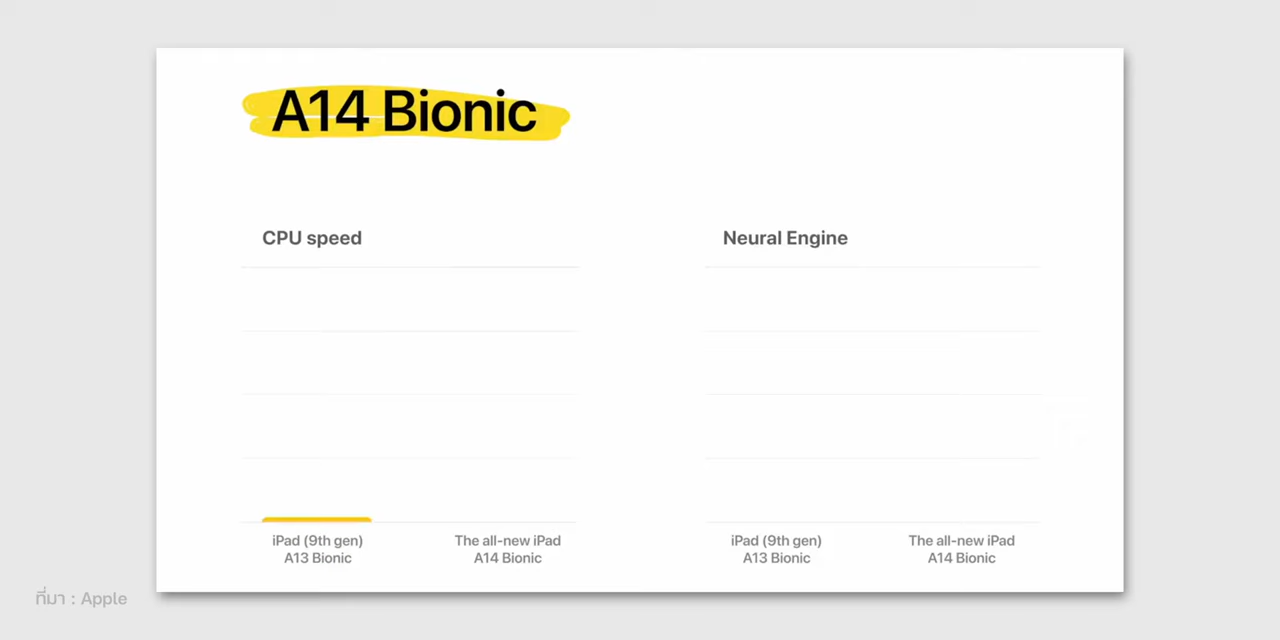 A14 Bionic
CPU speed
Neural Engine
iPad (9th gen)
A13 Bionic
The all-new iPad
A14 Bionic
iPad (9th gen)
A13 Bionic
The all-new iPad
A14 Bionic
ที่มา : Apple